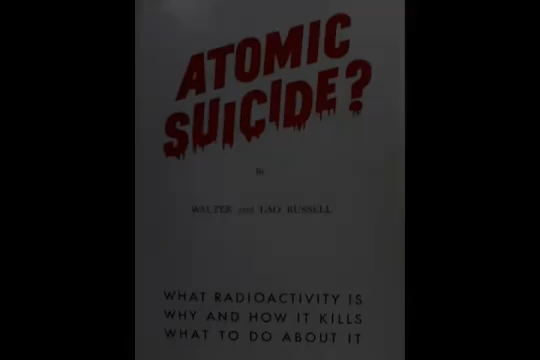 ATOMIC
SUICIDE?
By
WALTER and LAO RUSSELL
WHAT RADIOACTIVITY IS
WHY AND HOW IT KILLS
WHAT TO DO ABOUT IT